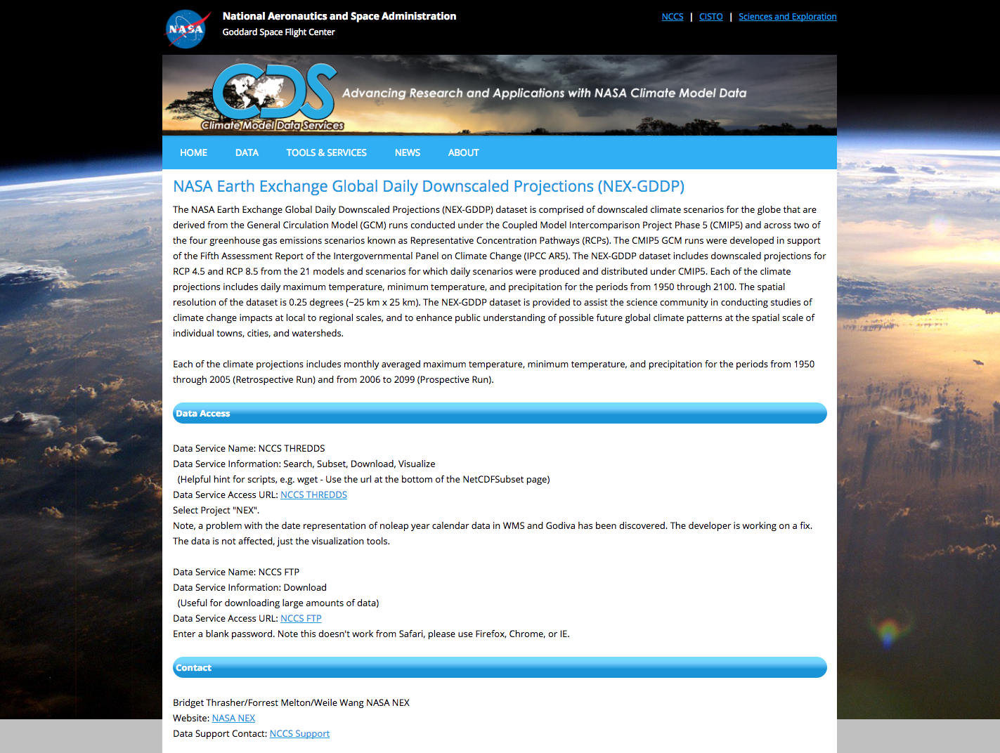 NASA
National Aeronautics and Space Administration
Goddard Space Flight Center
NCCS | CISTO | Sciences and Exploration
CDS
Climate Model Data Services
Advancing Research and Applications with NASA Climate Model Data
HOME DATA TOOLS & SERVICES NEWS ABOUT
NASA Earth Exchange Global Daily Downscaled Projections (NEX-GDDP)
The NASA Earth Exchange Global Daily Downscaled Projections (NEX-GDDP) dataset is comprised of downscaled climate scenarios for the globe that are
derived from the General Circulation Model (GCM) runs conducted under the Coupled Model Intercomparison Project Phase 5 (CMIP5) and across two of
the four greenhouse gas emissions scenarios known as Representative Concentration Pathways (RCPs). The CMIP5 GCM runs were developed in support
of the Fifth Assessment Report of the Intergovernmental Panel on Climate Change (IPCC AR5). The NEX-GDDP dataset includes downscaled projections for
RCP 4.5 and RCP 8.5 from the 21 models and scenarios for which daily scenarios were produced and distributed under CMIP5. Each of the climate
projections includes daily maximum temperature, minimum temperature, and precipitation for the periods from 1950 through 2100. The spatial
resolution of the dataset is 0.25 degrees (~25 km x 25 km). The NEX-GDDP dataset is provided to assist the science community in conducting studies of
climate change impacts at local to regional scales, and to enhance public understanding of possible future global climate patterns at the spatial scale of
individual towns, cities, and watersheds.
Each of the climate projections includes monthly averaged maximum temperature, minimum temperature, and precipitation for the periods from 1950
through 2005 (Retrospective Run) and from 2006 to 2099 (Prospective Run).
Data Access
Data Service Name: NCCS THREDDS
Data Service Information: Search, Subset, Download, Visualize
(Helpful hint for scripts, e.g. wget - Use the url at the bottom of the NetCDFSubset page)
Data Service Access URL: NCCS THREDDS
Select Project "NEX".
Note, a problem with the date representation of noleap year calendar data in WMS and Godiva has been discovered. The developer is working on a fix.
The data is not affected, just the visualization tools.
Data Service Name: NCCS FTP
Data Service Information: Download
(Useful for downloading large amounts of data)
Data Service Access URL: NCCS FTP
Enter a blank password. Note this doesn't work from Safari, please use Firefox, Chrome, or IE.
Contact
Bridget Thrasher/Forrest Melton/Weile Wang NASA NEX
Website: NASA NEX
Data Support Contact: NCCS Support